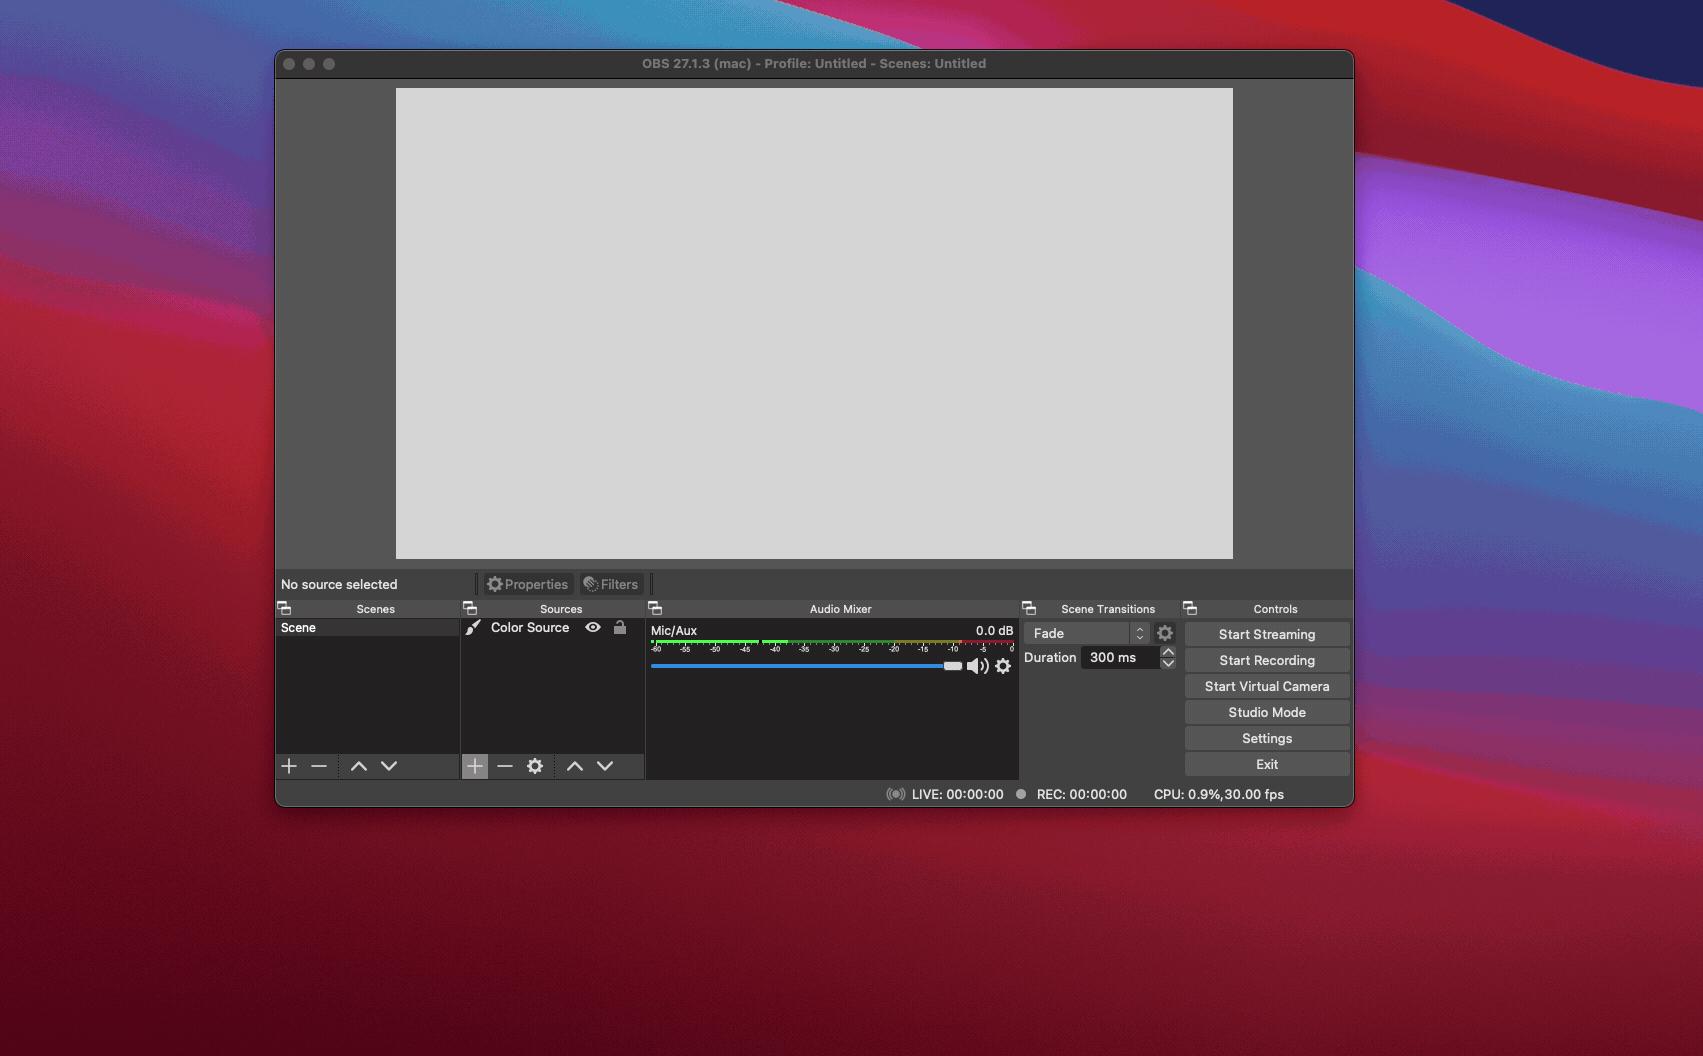 OBS 27.1.3 (mac) - Profile: Untitled - Scenes: Untitled
No source selected
Properties
Filters
Scenes
Sources
Audio Mixer
Scene Transitions
Controls
Scene
Color Source
Mic/Aux
0.0 dB
-60 -55 -50 -45 -40 -35 -30 -25 -20 -15 -10 -5 0
Fade
Duration
300 ms
Start Streaming
Start Recording
Start Virtual Camera
Studio Mode
Settings
Exit
LIVE: 00:00:00
REC: 00:00:00
CPU: 0.9%,30.00 fps